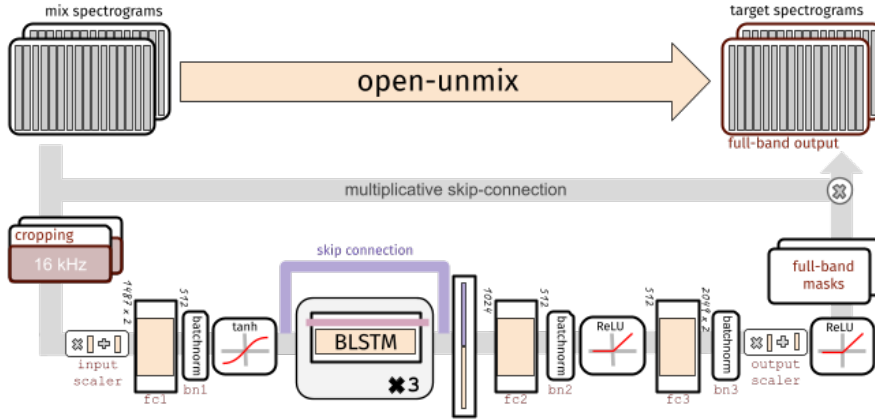 mix spectrograms
target spectrograms
open-unmix
full-band output
multiplicative skip-connection
cropping
16 kHz
skip connection
full-band
masks
1487 x 2
512
1024
512
512
2049 x 2
batchnorm
tanh
BLSTM
x3
batchnorm
ReLU
batchnorm
ReLU
input
scaler
fc1
bn1
fc2
bn2
fc3
bn3
output
scaler